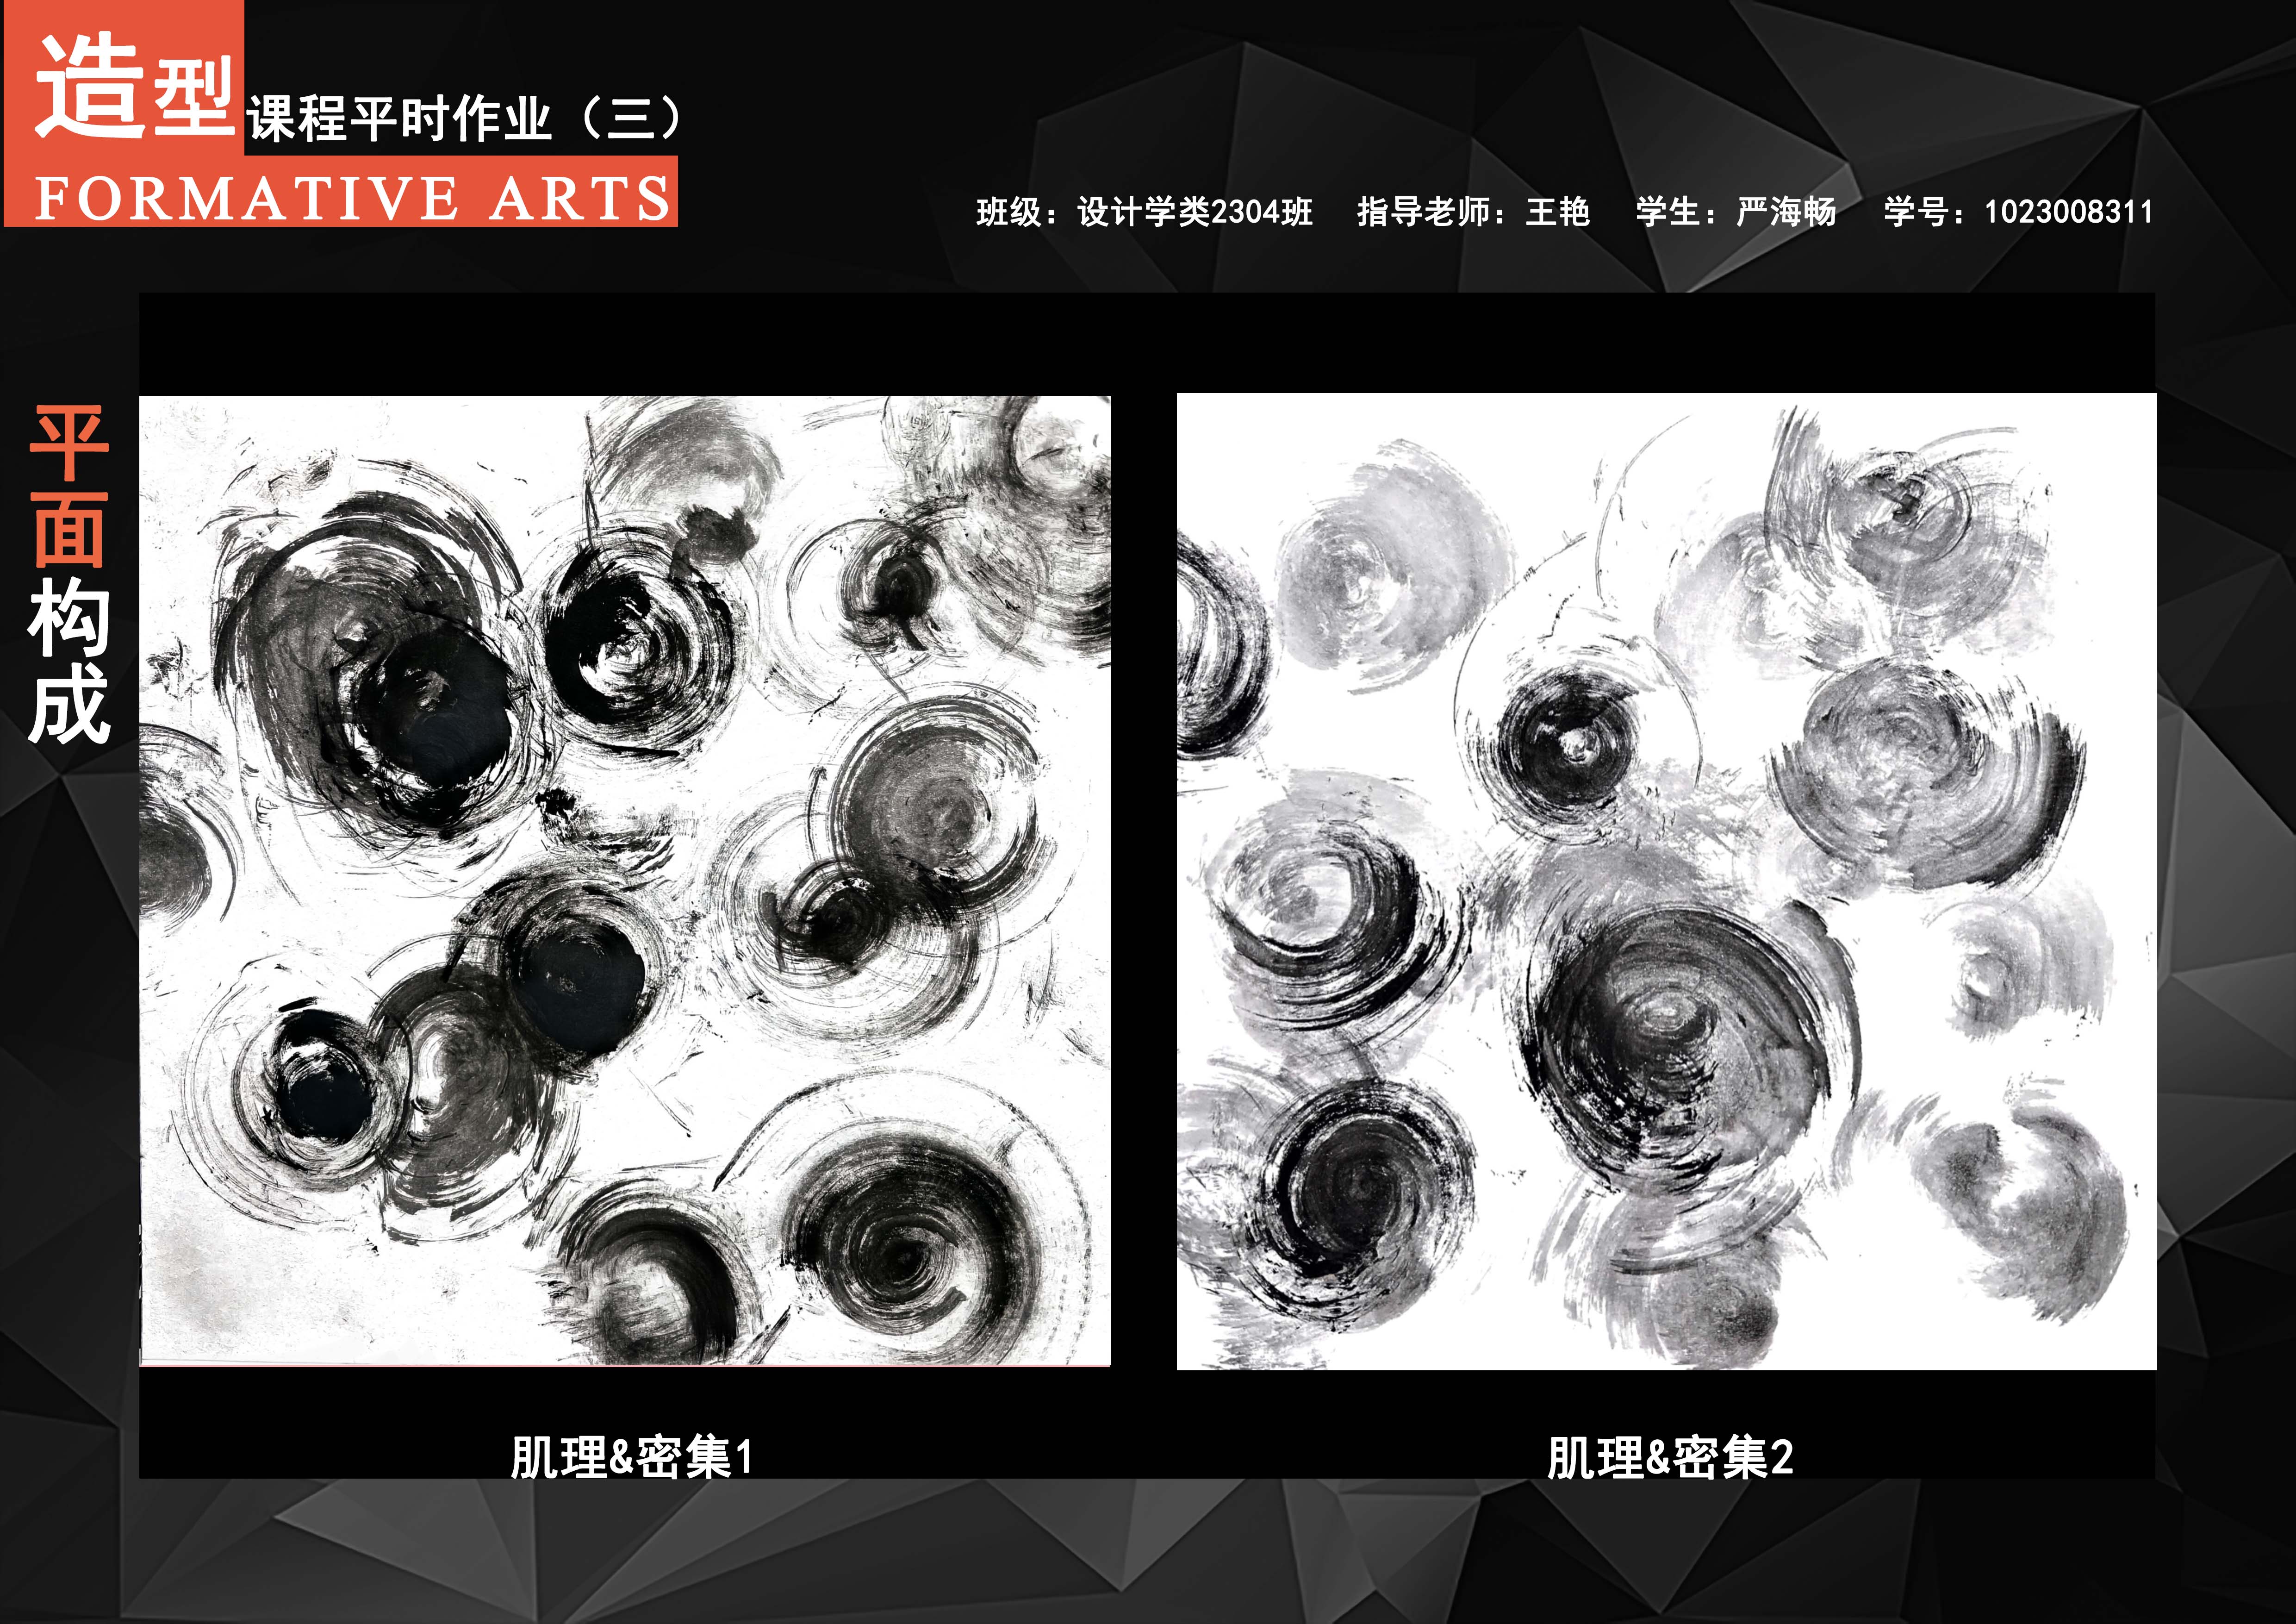 造型课程平时作业（三）
FORMATIVE ARTS
班级：设计学类2304班 指导老师：王艳 学生：严海畅 学号：1023008311
平面构成
肌理&密集1
肌理&密集2